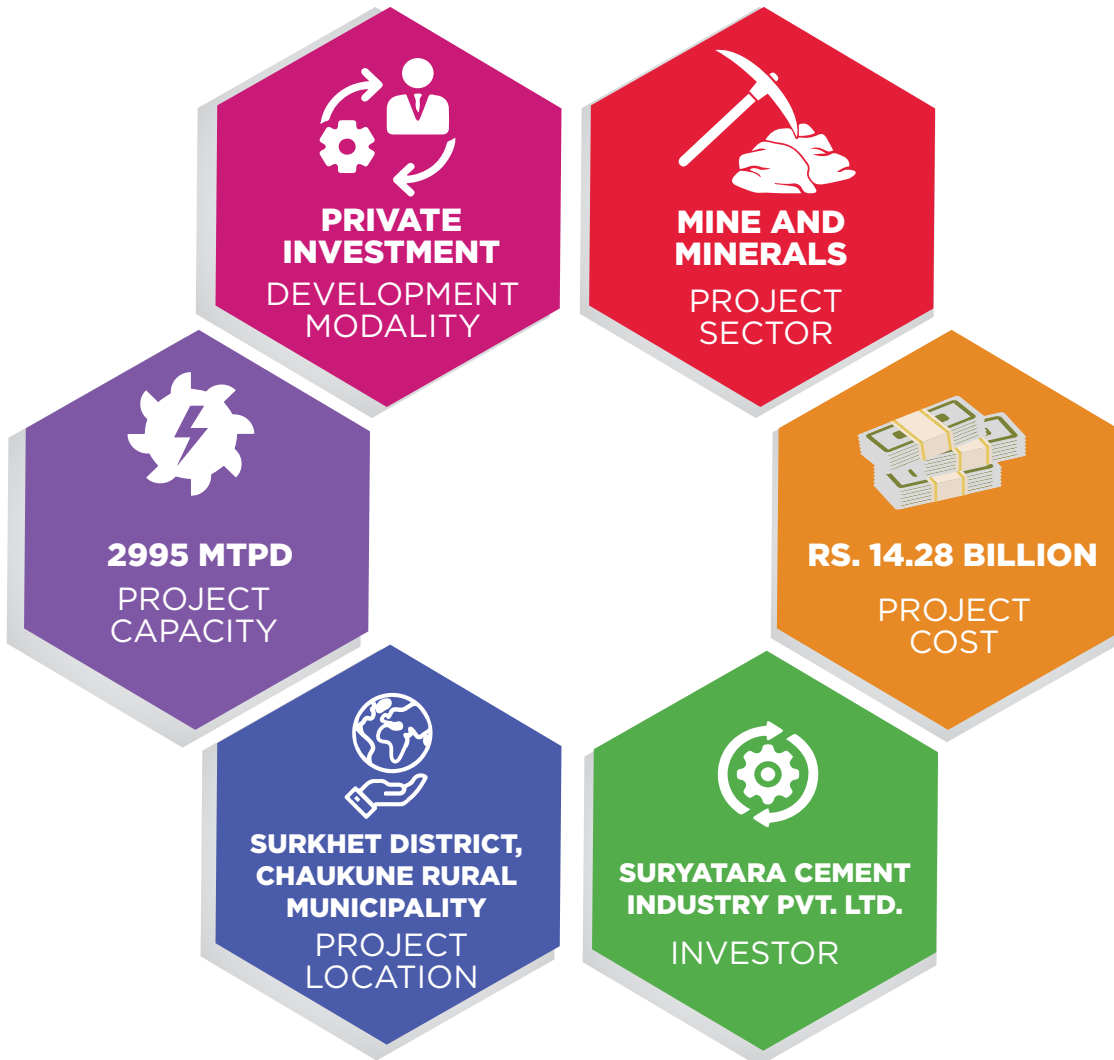 PRIVATE
INVESTMENT
DEVELOPMENT
MODALITY
MINE AND
MINERALS
PROJECT
SECTOR
2995 MTPD
PROJECT
CAPACITY
RS. 14.28 BILLION
PROJECT
COST
SURKHET DISTRICT,
CHAUKUNE RURAL
MUNICIPALITY
PROJECT
LOCATION
SURYATARA CEMENT
INDUSTRY PVT. LTD.
INVESTOR